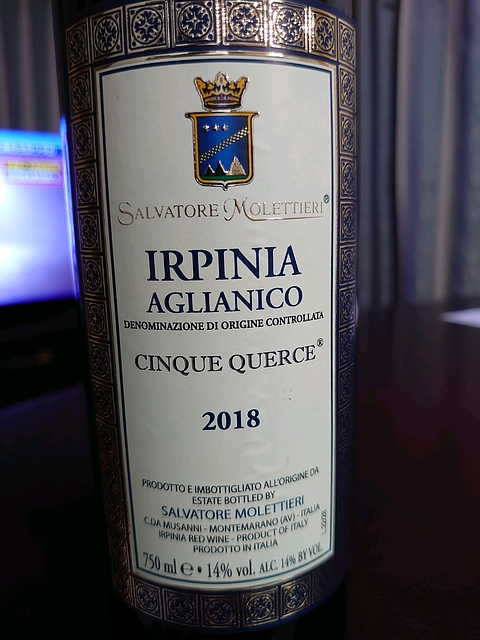 SALVATORE MOLETTIERI®
IRPINIA
AGLIANICO
DENOMINAZIONE DI ORIGINE CONTROLLATA
CINQUE QUERCE®
2018
PRODOTTO E IMBOTTIGLIATO ALL'ORIGINE DA
ESTATE BOTTLED BY
SALVATORE MOLETTIERI
C.DA MUSANNI - MONTEMARANO (AV) - ITALIA
IRPINIA RED WINE - PRODUCT OF ITALY
PRODOTTO IN ITALIA
750 ml ℮ • 14% vol. ALC. 14% BY VOL.